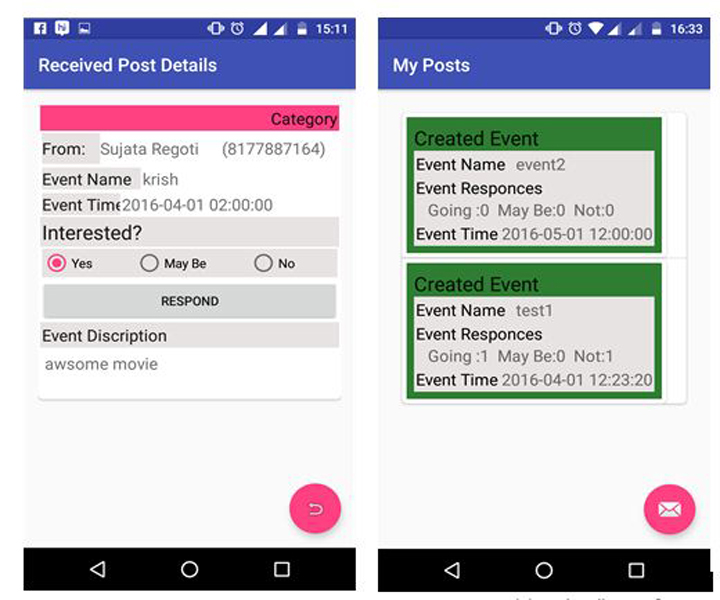 15:11
Received Post Details
Category
From: Sujata Regoti (8177887164)
Event Name krish
Event Time 2016-04-01 02:00:00
Interested?
Yes May Be No
RESPOND
Event Discription
awsome movie
16:33
My Posts
Created Event
Event Name event2
Event Responces
Going :0 May Be:0 Not:0
Event Time 2016-05-01 12:00:00
Created Event
Event Name test1
Event Responces
Going :1 May Be:0 Not:1
Event Time 2016-04-01 12:23:20